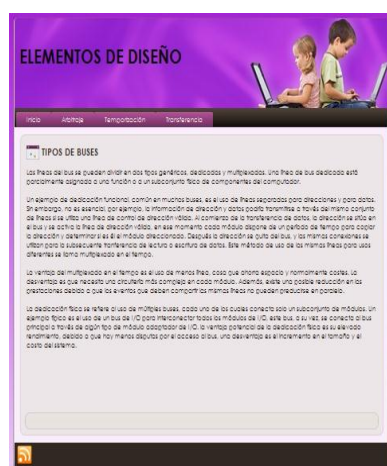 ELEMENTOS DE DISEÑO
Inicio Arbitraje Temporización Transferencia
TIPOS DE BUSES
Las líneas del bus se pueden dividir en dos tipos genéricos, dedicadas y multiplexadas. Una línea de bus dedicada está
parcialmente asignada a una función o a un subconjunto físico de componentes del computador.
Un ejemplo de dedicación funcional, común en muchos buses, es el uso de líneas separadas para direcciones y para datos.
Sin embargo, no es esencial, por ejemplo, la información de dirección y datos podría transmitirse a través del mismo conjunto
de líneas si se utiliza una línea de control de dirección válida. Al comienzo de la transferencia de datos, la dirección se sitúa en
el bus y se activa la línea de dirección válida, en ese momento cada módulo dispone de un período de tiempo para copiar
la dirección y determinar si es él el módulo direccionado. Después la dirección se quita del bus, y las mismas conexiones se
utilizan para la subsecuente tranferencia de lectura o escritura de datos. Este método de uso de las mismas líneas para usos
diferentes se llama multiplexado en el tiempo.
La ventaja del multiplexado en el tiempo es el uso de menos línea, cosa que ahorra espacio y normalmente costes. La
desventaja es que necesita una circuitería más compleja en cada módulo. Además, existe una posible reducción en las
prestaciones debido a que los eventos que deben compartir las mismas líneas no pueden producirse en paralelo.
La dedicación física se refiere al uso de múltiples buses, cada uno de los cuales conecta solo un subconjunto de módulos. Un
ejemplo típico es el uso de un bus de I/O para interconectar todos los módulos de I/O, este bus, a su vez, se conecta al bus
principal a través de algún tipo de módulo adaptador de I/O. la ventaja potencial de la dedicación física es su elevado
rendimiento, debido a que hay menos disputas por el acceso al bus, una desventaja es el incremento en el tamaño y el
costo del sistema.